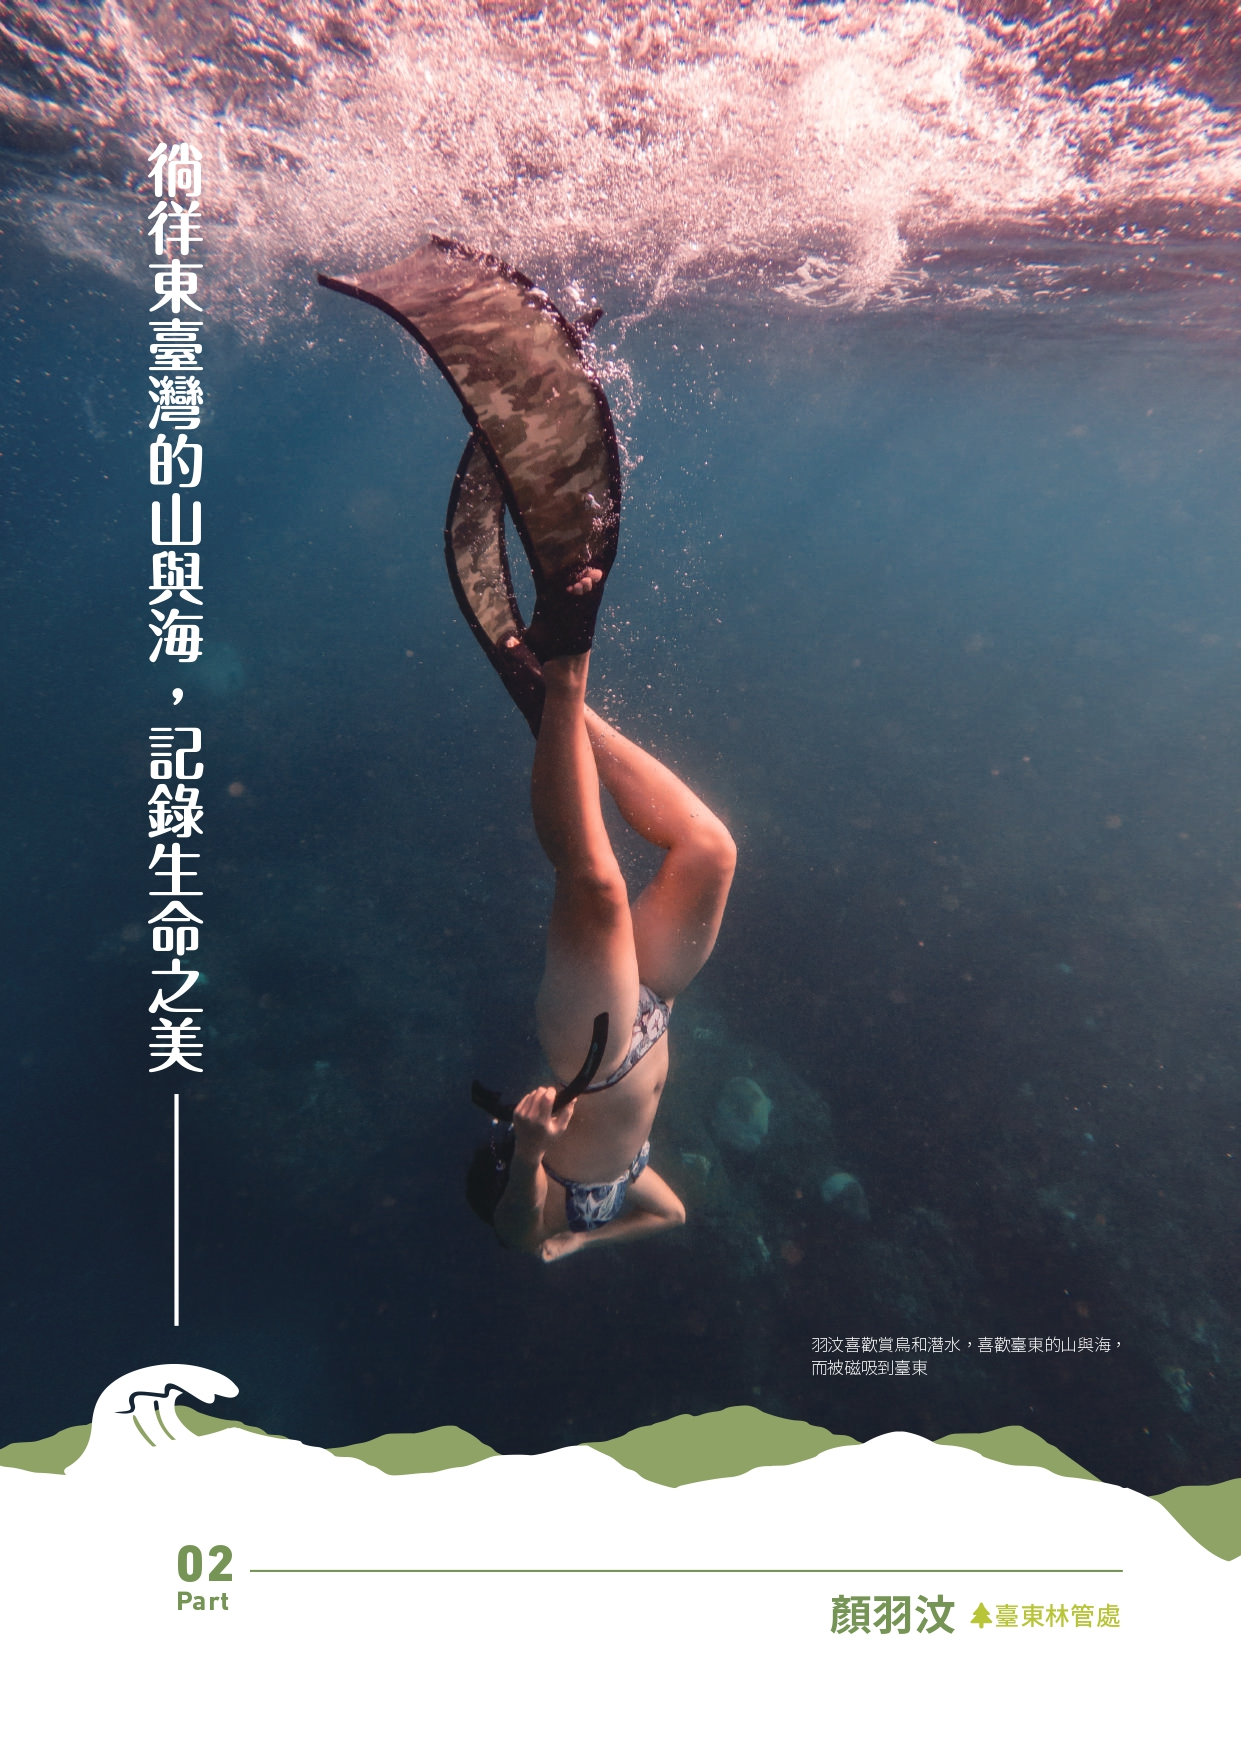 徜徉東臺灣的山與海，記錄生命之美
羽汶喜歡賞鳥和潛水，喜歡臺東的山與海，
而被磁吸到臺東
02
Part
顏羽汶 臺東林管處